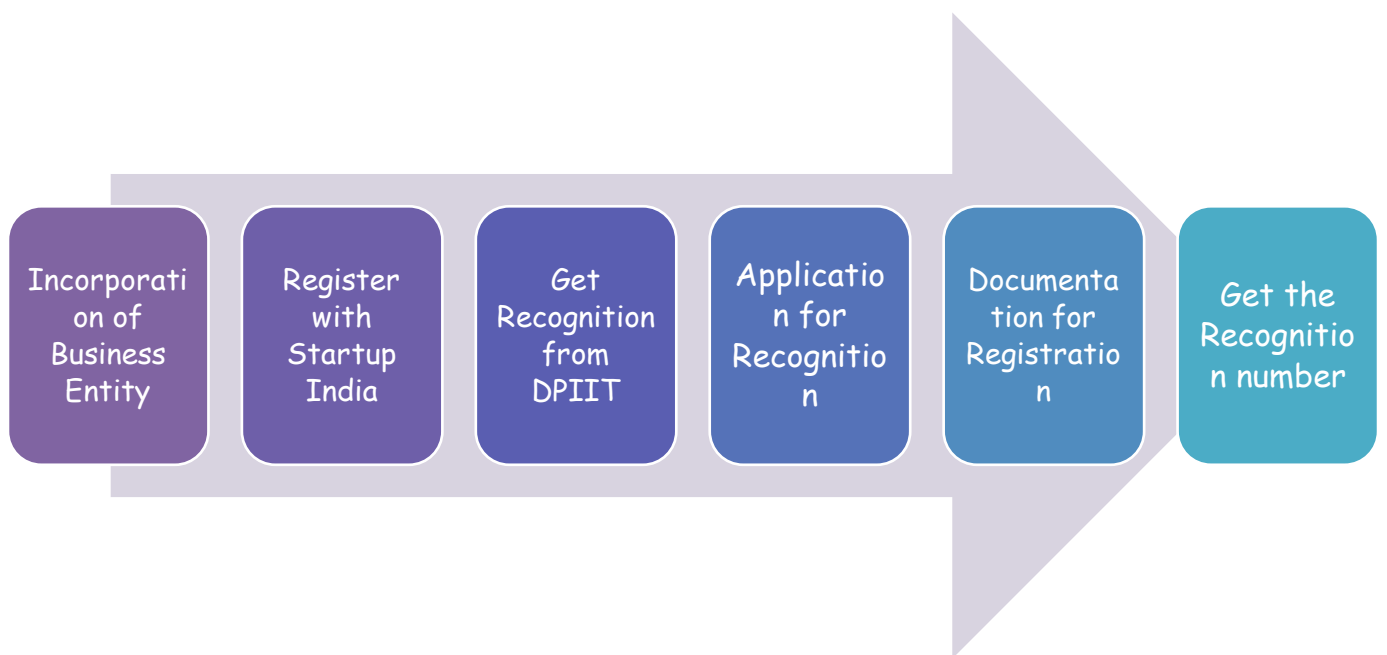 Incorporati
on of
Business
Entity
Register
with
Startup
India
Get
Recognition
from
DPIIT
Applicatio
n for
Recognitio
n
Documenta
tion for
Registratio
n
Get the
Recognitio
n number